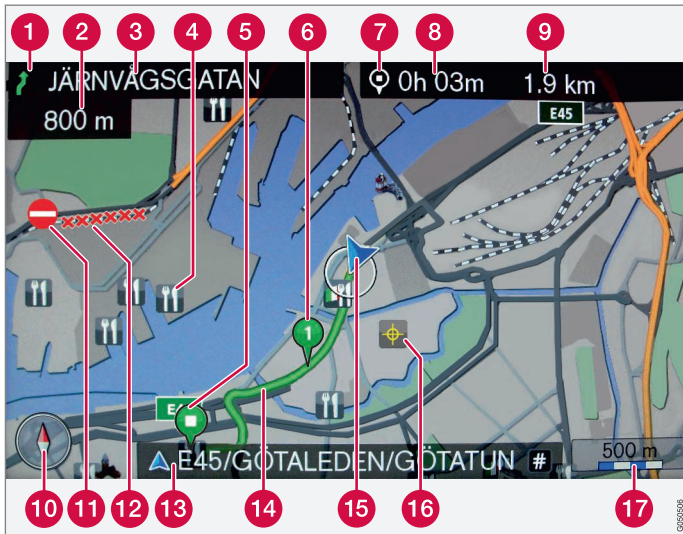 1 2 3 4 5 6 7 8 9
JÄRNVÅGSGATAN
800 m
0h 03m 1.9 km
E45
1
E
E45/GÖTALEDEN/GÖTATUN #
500 m
10 11 12 13 14 15 16 17
G050506